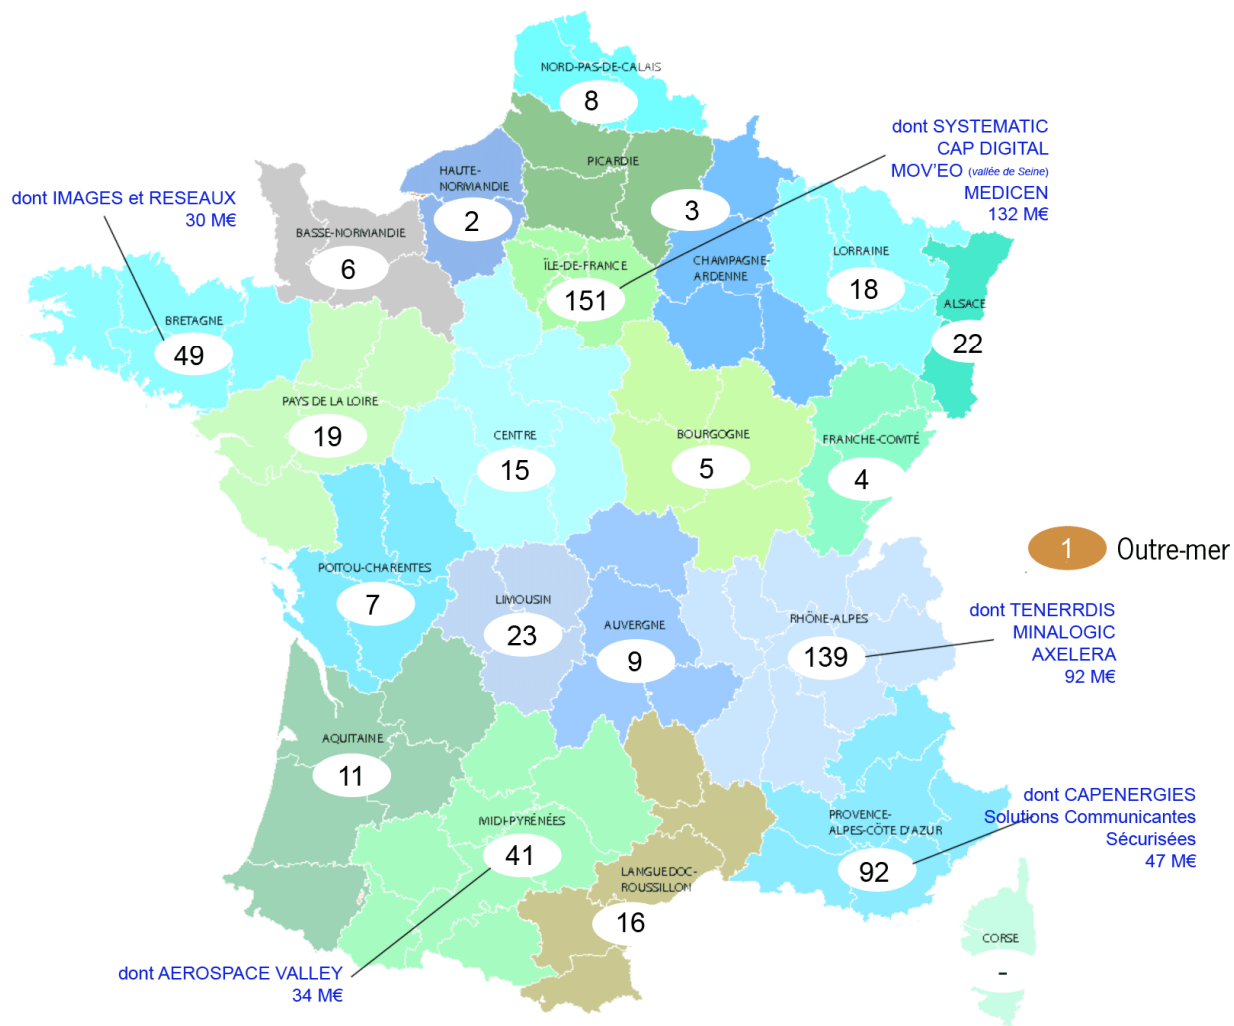 NORD-PAS-DE-CALAIS
8
dont SYSTEMATIC
CAP DIGITAL
MOV'EO (vallée de Seine)
MEDICEN
132 M€
PICARDIE
3
HAUTE-
NORMANDIE
2
dont IMAGES et RESEAUX
30 M€
BASSE-NORMANDIE
6
ÎLE-DE-FRANCE
151
CHAMPAGNE-
ARDENNE
LORRAINE
18
ALSACE
22
BRETAGNE
49
PAYS DE LA LOIRE
19
CENTRE
15
BOURGOGNE
5
FRANCHE-COMTÉ
4
1 Outre-mer
POITOU-CHARENTES
7
LIMOUSIN
23
AUVERGNE
9
RHÔNE-ALPES
139
dont TENERRDIS
MINALOGIC
AXELERA
92 M€
AQUITAINE
11
MIDI-PYRÉNÉES
41
LANGUEDOC-
ROUSSILLON
16
PROVENCE-
ALPES-CÔTE D'AZUR
92
dont CAPENERGIES
Solutions Communicantes
Sécurisées
47 M€
CORSE
-
dont AEROSPACE VALLEY
34 M€